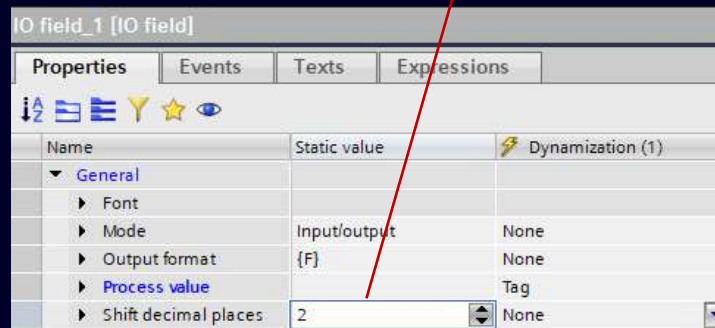 IO field_1 [IO field]
Properties Events Texts Expressions
Name Static value Dynamization (1)
General
Font
Mode Input/output None
Output format {F} None
Process value Tag
Shift decimal places 2 None